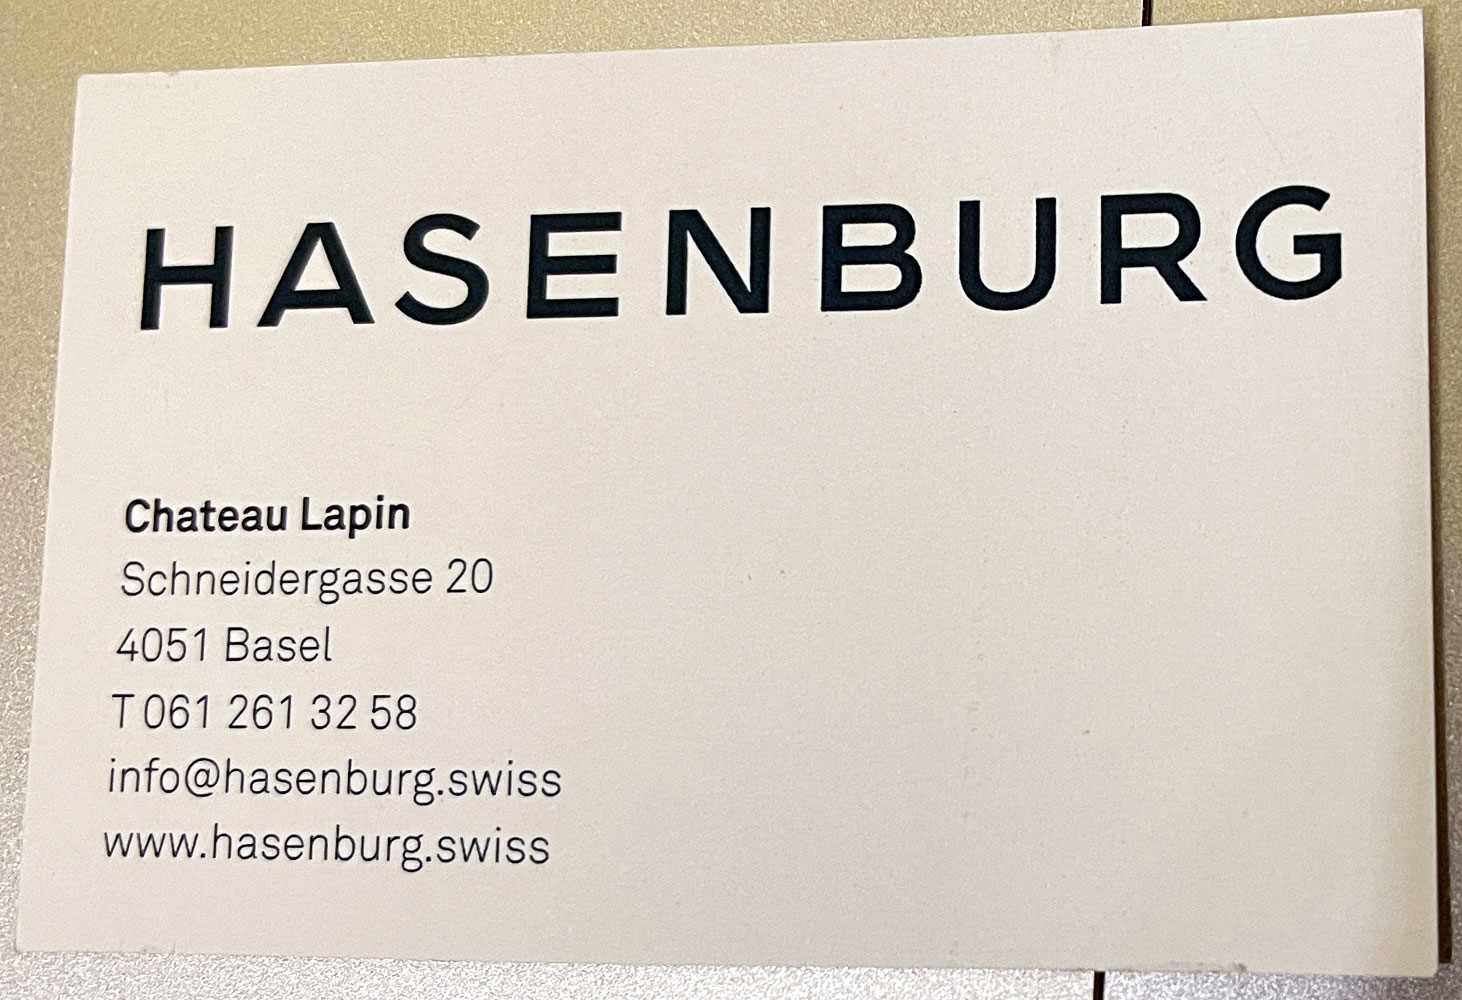 HASENBURG
Chateau Lapin
Schneidergasse 20
4051 Basel
T 061 261 32 58
info@hasenburg.swiss
www.hasenburg.swiss